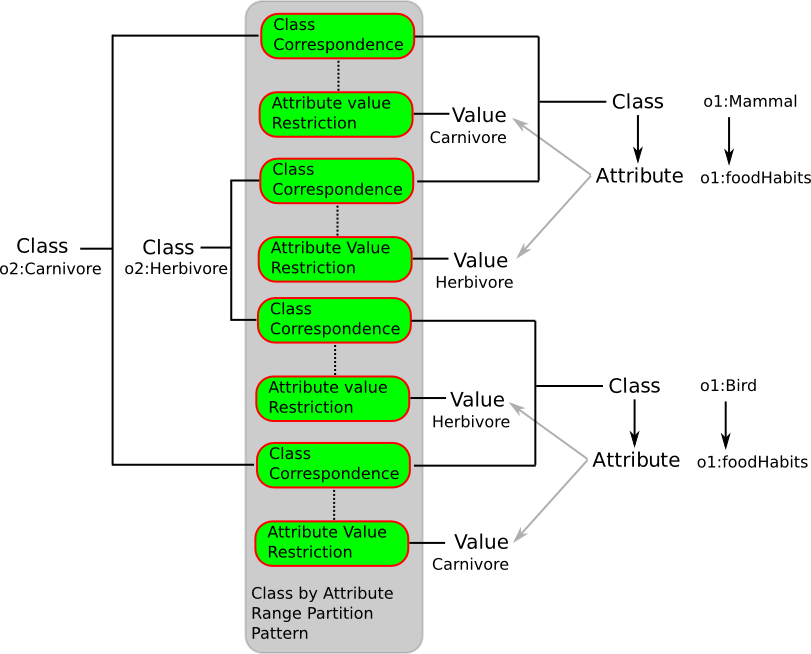 Class
Correspondence
Attribute value
Restriction
Value
Carnivore
Class
o1:Mammal
Class
Correspondence
Attribute
o1:foodHabits
Class
o2:Carnivore
Class
o2:Herbivore
Attribute Value
Restriction
Value
Herbivore
Class
Correspondence
Attribute value
Restriction
Value
Herbivore
Class
o1:Bird
Class
Correspondence
Attribute
o1:foodHabits
Attribute Value
Restriction
Value
Carnivore
Class by Attribute
Range Partition
Pattern